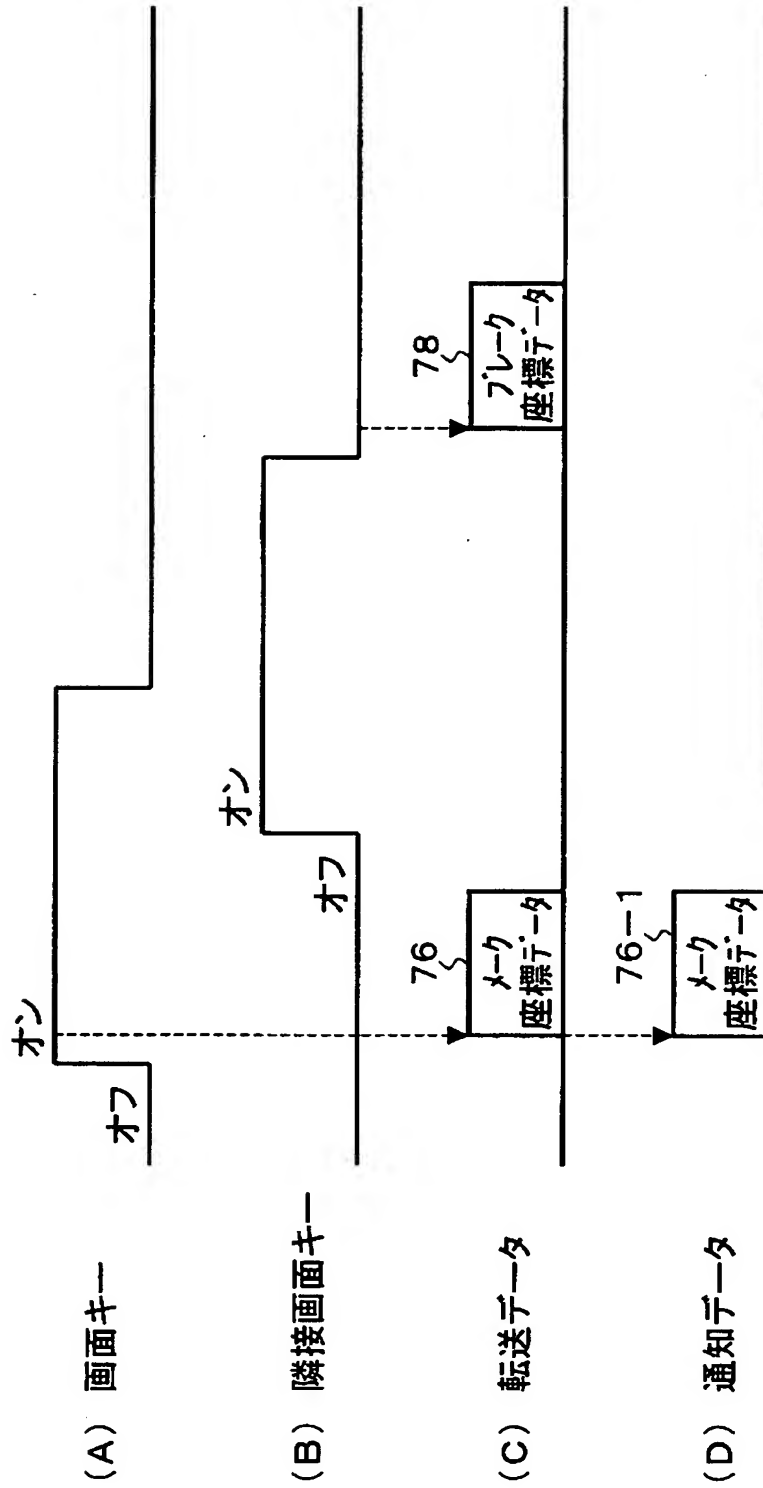 (A) 画面キー
オフ
オン
(B) 隣接画面キー
オフ
オン
(C) 転送データ
76
メーク
座標データ
78
ブレーク
座標データ
(D) 通知データ
76-1
メーク
座標データ